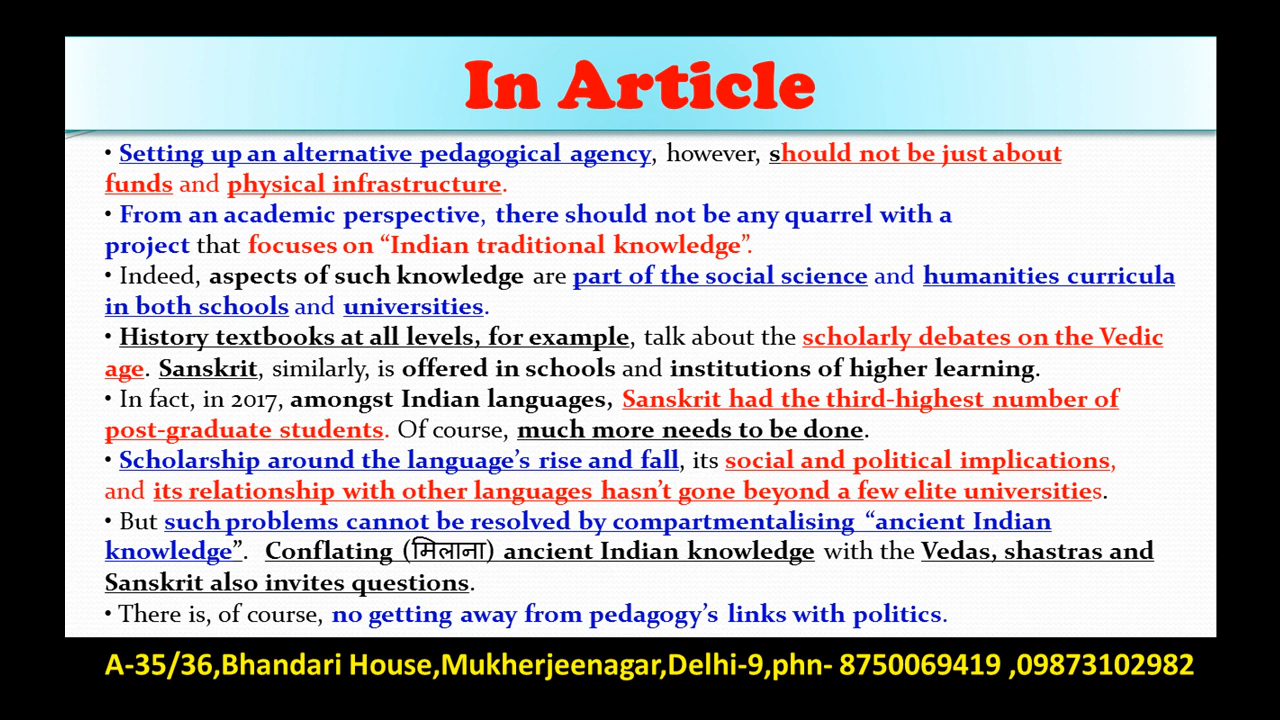 In Article
• Setting up an alternative pedagogical agency, however, should not be just about
funds and physical infrastructure.
• From an academic perspective, there should not be any quarrel with a
project that focuses on “Indian traditional knowledge”.
• Indeed, aspects of such knowledge are part of the social science and humanities curricula
in both schools and universities.
• History textbooks at all levels, for example, talk about the scholarly debates on the Vedic
age. Sanskrit, similarly, is offered in schools and institutions of higher learning.
• In fact, in 2017, amongst Indian languages, Sanskrit had the third-highest number of
post-graduate students. Of course, much more needs to be done.
• Scholarship around the language’s rise and fall, its social and political implications,
and its relationship with other languages hasn’t gone beyond a few elite universities.
• But such problems cannot be resolved by compartmentalising “ancient Indian
knowledge”. Conflating (मिलाना) ancient Indian knowledge with the Vedas, shastras and
Sanskrit also invites questions.
• There is, of course, no getting away from pedagogy’s links with politics.
A-35/36,Bhandari House,Mukherjeenagar,Delhi-9,phn- 8750069419 ,09873102982